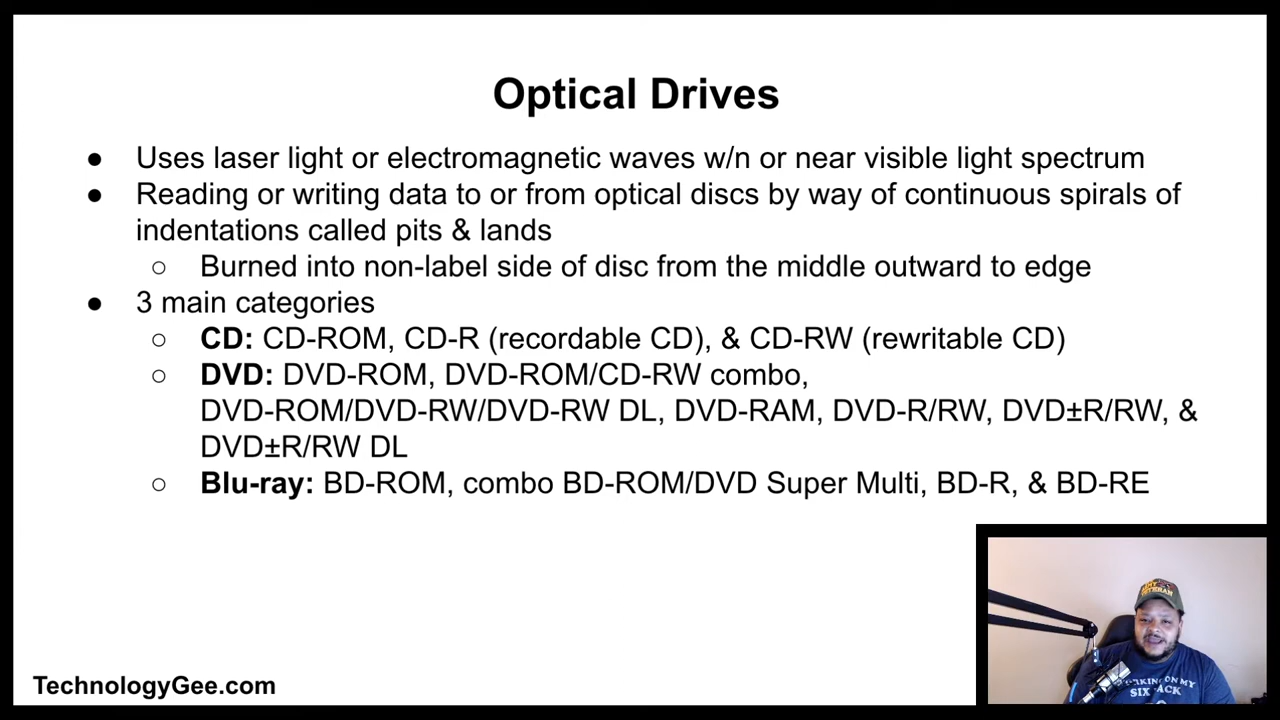 Optical Drives
● Uses laser light or electromagnetic waves w/n or near visible light spectrum
● Reading or writing data to or from optical discs by way of continuous spirals of
indentations called pits & lands
○ Burned into non-label side of disc from the middle outward to edge
● 3 main categories
○ CD: CD-ROM, CD-R (recordable CD), & CD-RW (rewritable CD)
○ DVD: DVD-ROM, DVD-ROM/CD-RW combo,
DVD-ROM/DVD-RW/DVD-RW DL, DVD-RAM, DVD-R/RW, DVD±R/RW, &
DVD±R/RW DL
○ Blu-ray: BD-ROM, combo BD-ROM/DVD Super Multi, BD-R, & BD-RE
VETERAN
ON MY
SIX PACK
TechnologyGee.com